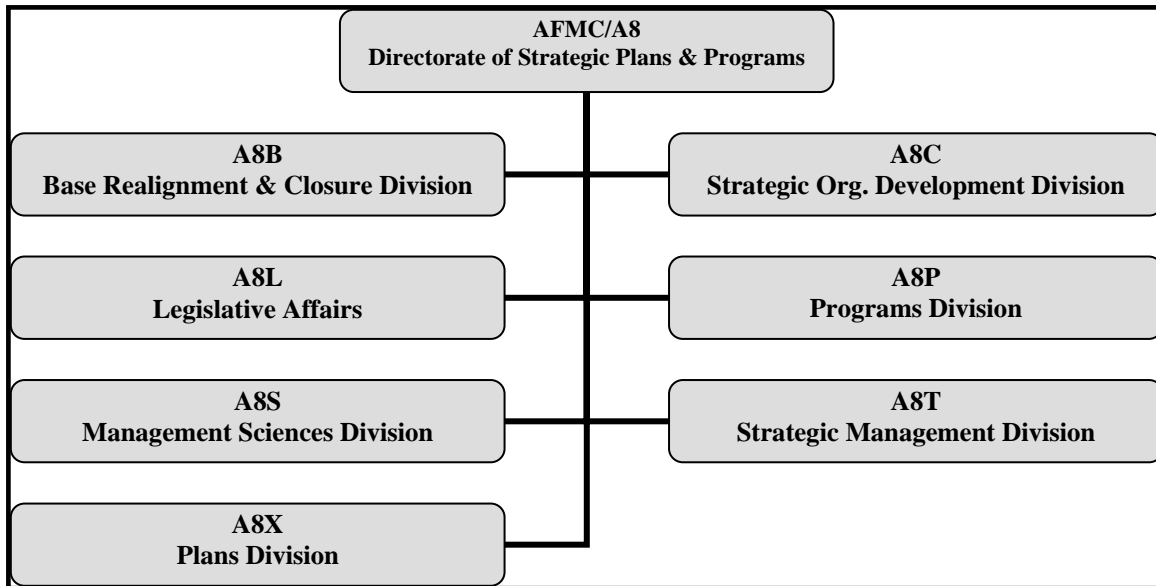 AFMC/A8
Directorate of Strategic Plans & Programs
A8B
Base Realignment & Closure Division
A8C
Strategic Org. Development Division
A8L
Legislative Affairs
A8P
Programs Division
A8S
Management Sciences Division
A8T
Strategic Management Division
A8X
Plans Division